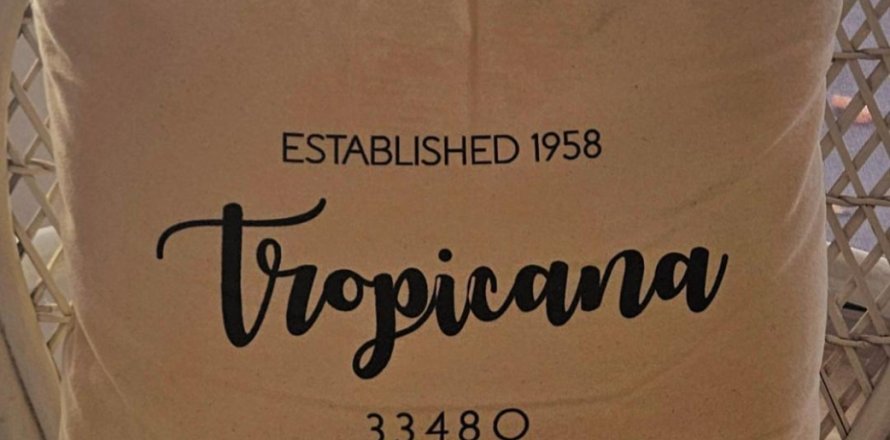 ESTABLISHED 1958
Tropicana
33480